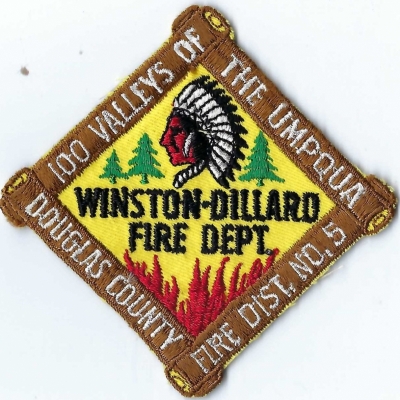 100 VALLEYS OF
THE UMPQUA
WINSTON-DILLARD
FIRE DEPT.
DOUGLAS COUNTY
FIRE DIST. NO. 5